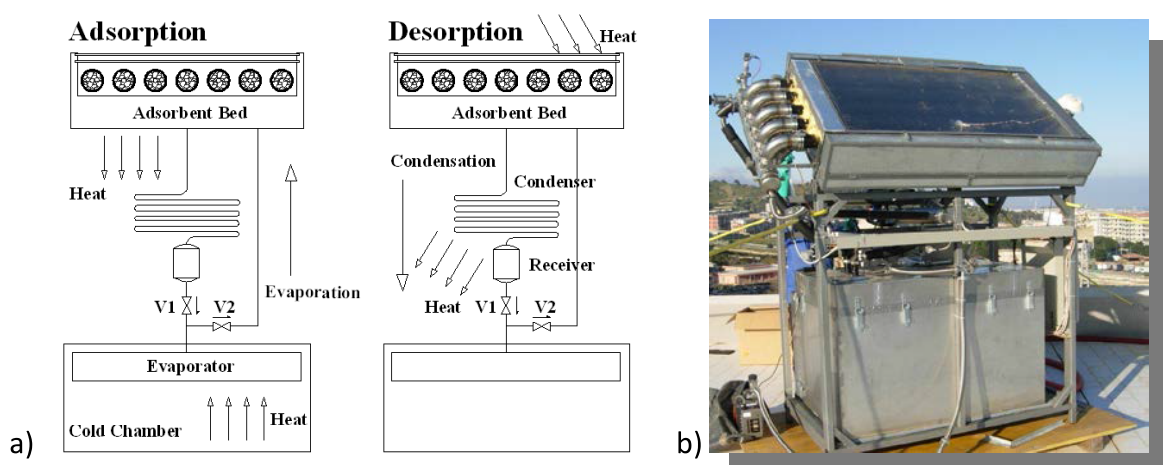 Adsorption
Adsorbent Bed
Heat
V1
V2
Evaporation
Evaporator
Heat
Cold Chamber
a)
Desorption
Heat
Adsorbent Bed
Condensation
Condenser
Receiver
Heat
V1
V2
b)